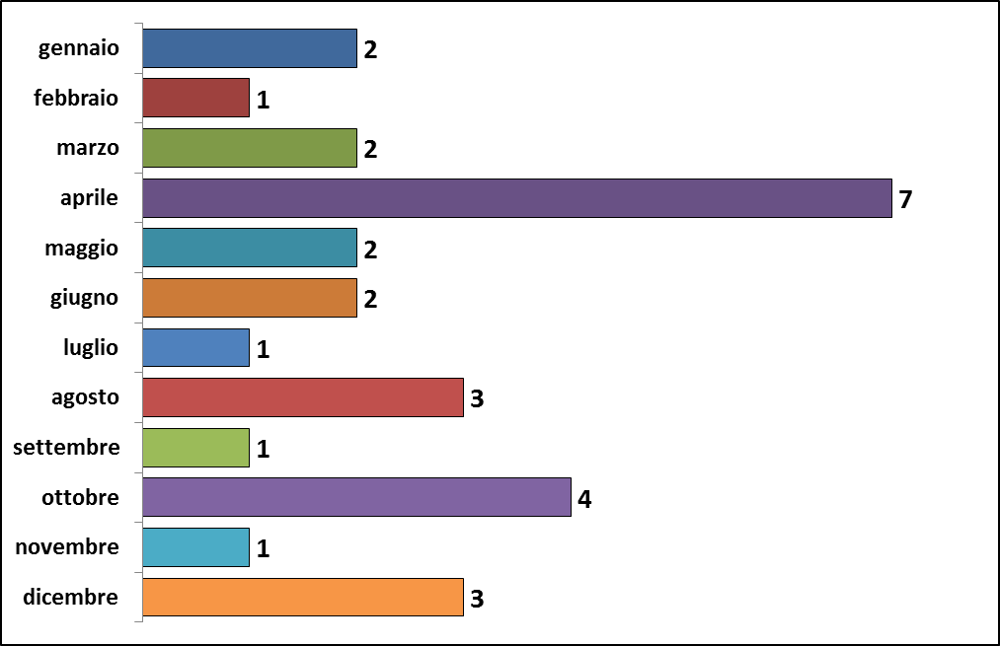 gennaio 2
febbraio 1
marzo 2
aprile 7
maggio 2
giugno 2
luglio 1
agosto 3
settembre 1
ottobre 4
novembre 1
dicembre 3